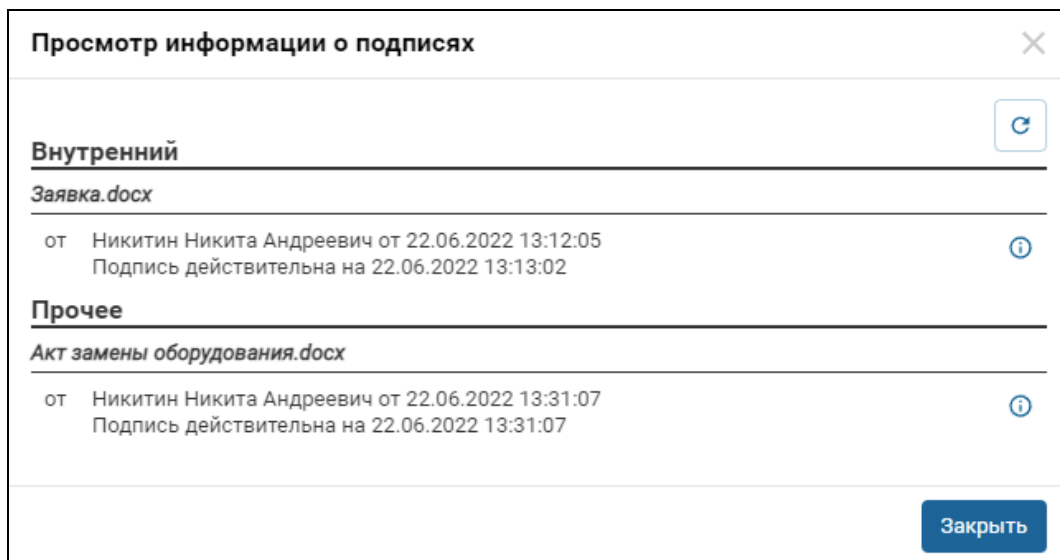 Просмотр информации о подписях
Внутренний
Заявка.docx
от Никитин Никита Андреевич от 22.06.2022 13:12:05
Подпись действительна на 22.06.2022 13:13:02
Прочее
Акт замены оборудования.docx
от Никитин Никита Андреевич от 22.06.2022 13:31:07
Подпись действительна на 22.06.2022 13:31:07
Закрыть